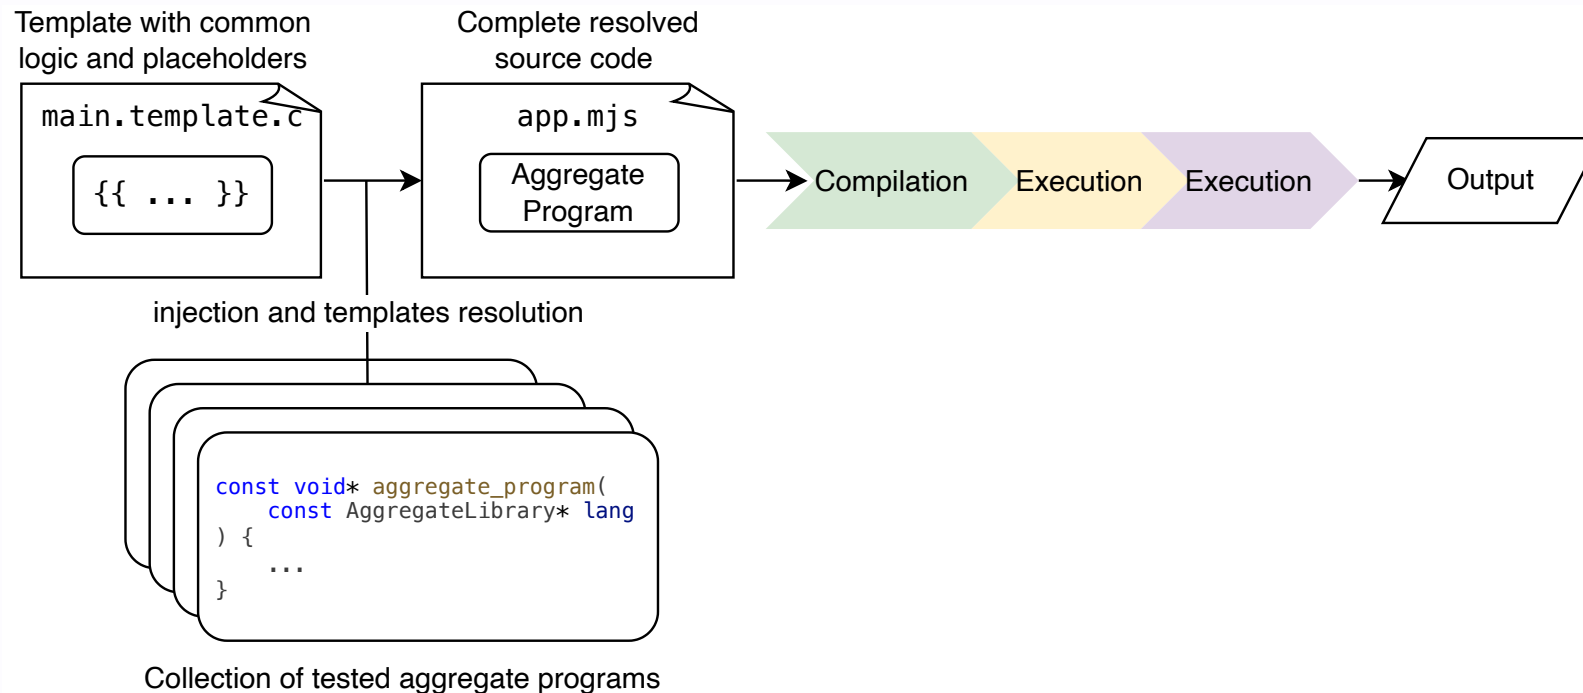 Template with common
logic and placeholders
main.template.c
{{ ... }}
Complete resolved
source code
app.mjs
Aggregate
Program
Compilation
Execution
Execution
Output
injection and templates resolution
const void* aggregate_program(
    const AggregateLibrary* lang
) {
    ...
}
Collection of tested aggregate programs